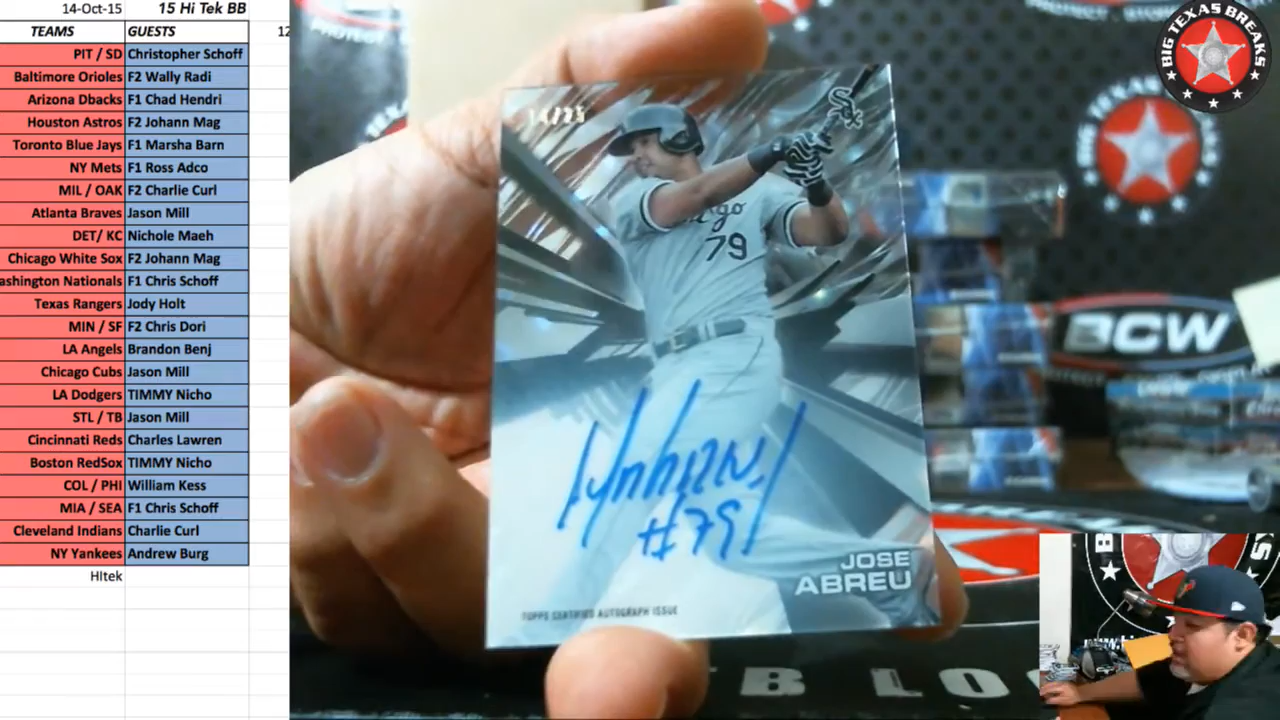 14-Oct-15 15 Hi Tek BB
TEAMS GUESTS 12
PIT / SD Christopher Schoff
Baltimore Orioles F2 Wally Radi
Arizona Dbacks F1 Chad Hendri
Houston Astros F2 Johann Mag
Toronto Blue Jays F1 Marsha Barn
NY Mets F1 Ross Adco
MIL / OAK F2 Charlie Curl
Atlanta Braves Jason Mill
DET/ KC Nichole Maeh
Chicago White Sox F2 Johann Mag
ashington Nationals F1 Chris Schoff
Texas Rangers Jody Holt
MIN / SF F2 Chris Dori
LA Angels Brandon Benj
Chicago Cubs Jason Mill
LA Dodgers TIMMY Nicho
STL / TB Jason Mill
Cincinnati Reds Charles Lawren
Boston RedSox TIMMY Nicho
COL / PHI William Kess
MIA / SEA F1 Chris Schoff
Cleveland Indians Charlie Curl
NY Yankees Andrew Burg
HItek
79
#79
JOSE
ABREU
TOPPS CERTIFIED AUTOGRAPH ISSUE
BIG TEXAS BREAKS
BCW